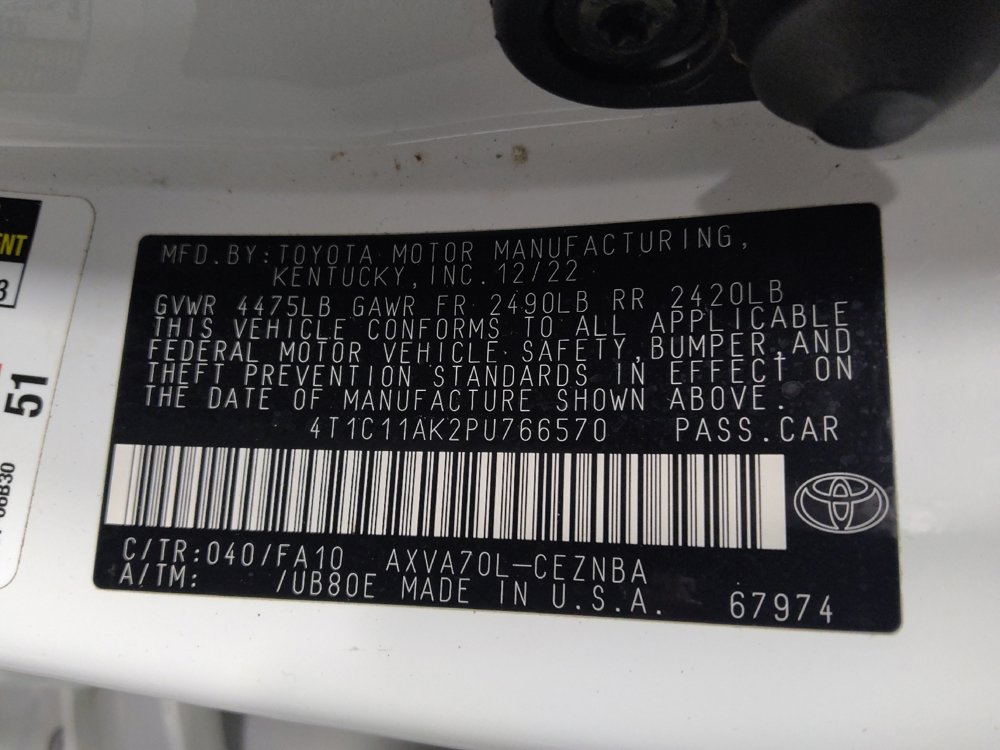 MFD. BY: TOYOTA MOTOR MANUFACTURING,
KENTUCKY, INC. 12/22
GVWR 4475LB GAWR FR 2490LB RR 2420LB
THIS VEHICLE CONFORMS TO ALL APPLICABLE
FEDERAL MOTOR VEHICLE SAFETY, BUMPER, AND
THEFT PREVENTION STANDARDS IN EFFECT ON
THE DATE OF MANUFACTURE SHOWN ABOVE.
4T1C11AK2PU766570 PASS. CAR
C/TR: 040/FA10 AXVA70L-CEZNBA
A/TM: /UB80E MADE IN U.S.A. 67974
51